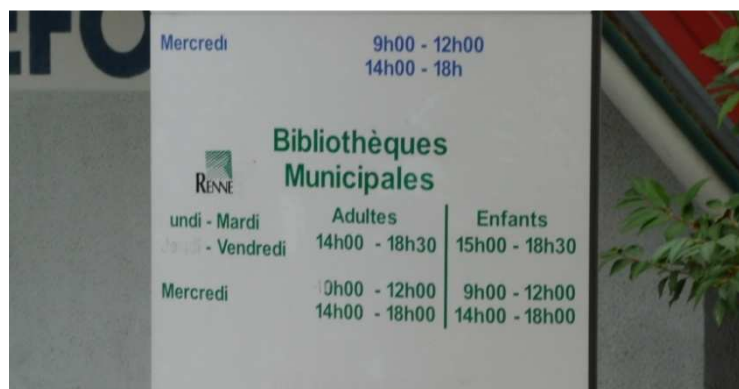 EFO
Mercredi 9h00 - 12h00
14h00 - 18h
Bibliothèques
Municipales
RENNE
undi - Mardi Adultes Enfants
- Vendredi 14h00 - 18h30 15h00 - 18h30
Mercredi 0h00 - 12h00 9h00 - 12h00
14h00 - 18h00 14h00 - 18h00